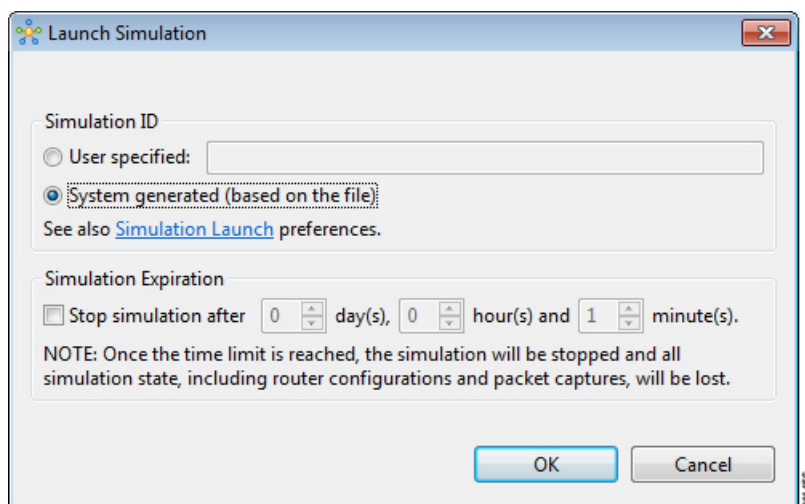 Launch Simulation
Simulation ID
User specified:
System generated (based on the file)
See also Simulation Launch preferences.
Simulation Expiration
Stop simulation after 0 day(s), 0 hour(s) and 1 minute(s).
NOTE: Once the time limit is reached, the simulation will be stopped and all
simulation state, including router configurations and packet captures, will be lost.
OK Cancel